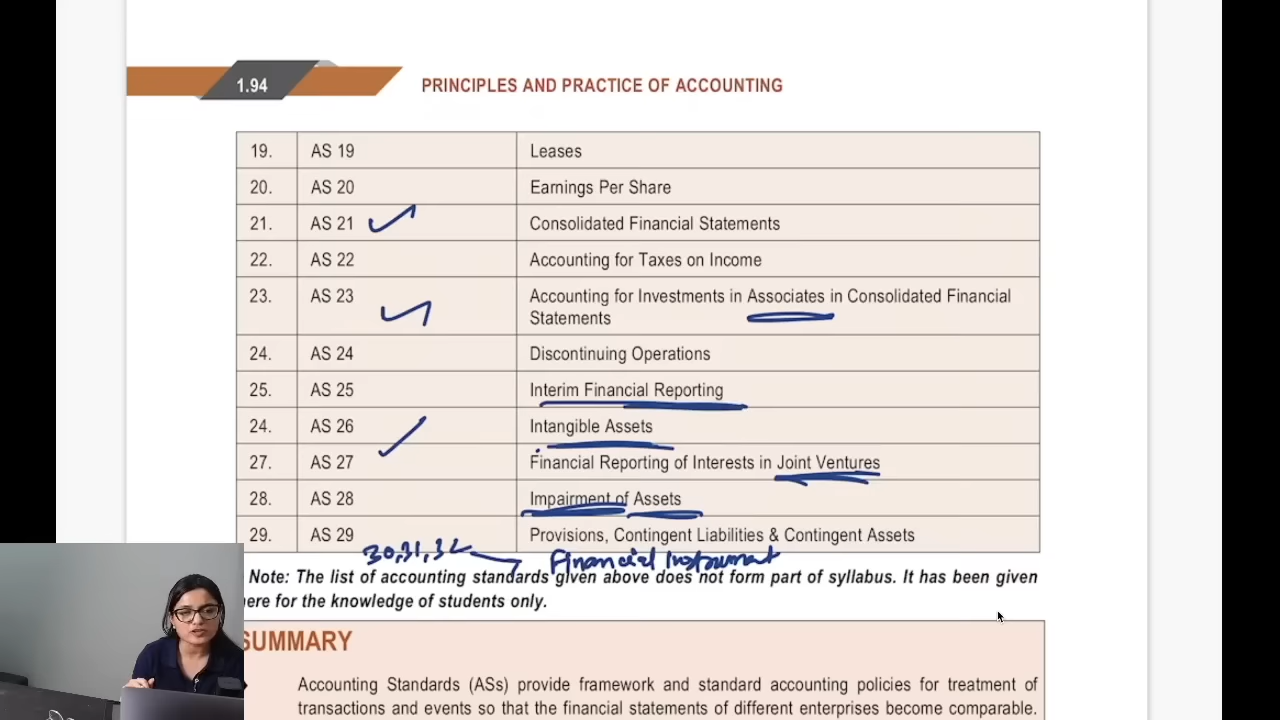 1.94 PRINCIPLES AND PRACTICE OF ACCOUNTING
19. AS 19 Leases
20. AS 20 Earnings Per Share
21. AS 21 Consolidated Financial Statements
22. AS 22 Accounting for Taxes on Income
23. AS 23 Accounting for Investments in Associates in Consolidated Financial
Statements
24. AS 24 Discontinuing Operations
25. AS 25 Interim Financial Reporting
24. AS 26 Intangible Assets
27. AS 27 Financial Reporting of Interests in Joint Ventures
28. AS 28 Impairment of Assets
29. AS 29 Provisions, Contingent Liabilities & Contingent Assets
30,31,32 Financial Instrument
Note: The list of accounting standards given above does not form part of syllabus. It has been given
ere for the knowledge of students only.
SUMMARY
Accounting Standards (ASs) provide framework and standard accounting policies for treatment of
transactions and events so that the financial statements of different enterprises become comparable.